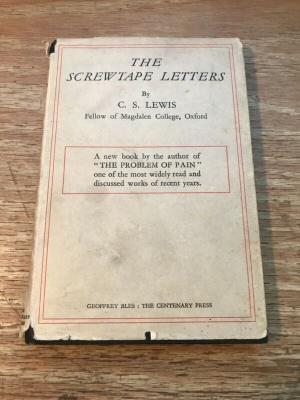 THE
SCREWTAPE LETTERS
By
C. S. LEWIS
Fellow of Magdalen College, Oxford
A new book by the author of
"THE PROBLEM OF PAIN"
one of the most widely read and
discussed works of recent years.
GEOFFREY BLES : THE CENTENARY PRESS